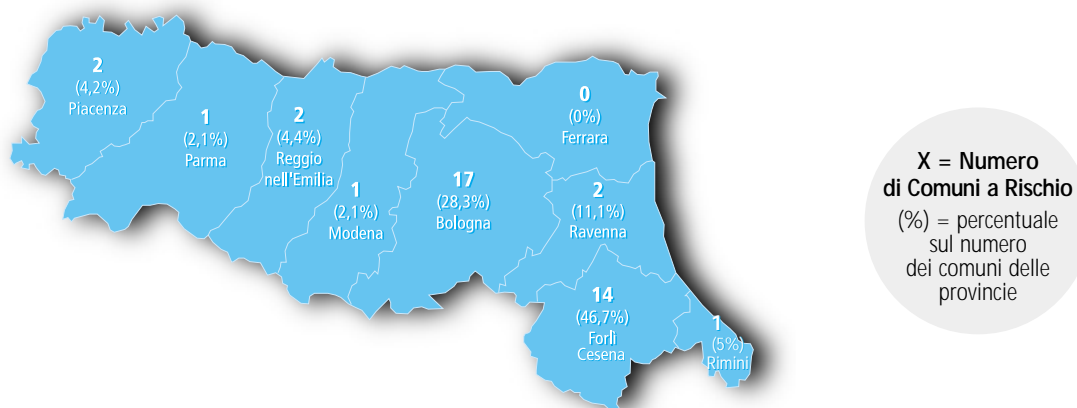 2
(4,2%)
Piacenza
1
(2,1%)
Parma
2
(4,4%)
Reggio
nell'Emilia
1
(2,1%)
Modena
17
(28,3%)
Bologna
0
(0%)
Ferrara
2
(11,1%)
Ravenna
14
(46,7%)
Forlì
Cesena
1
(5%)
Rimini
X = Numero
di Comuni a Rischio
(%) = percentuale
sul numero
dei comuni delle
provincie